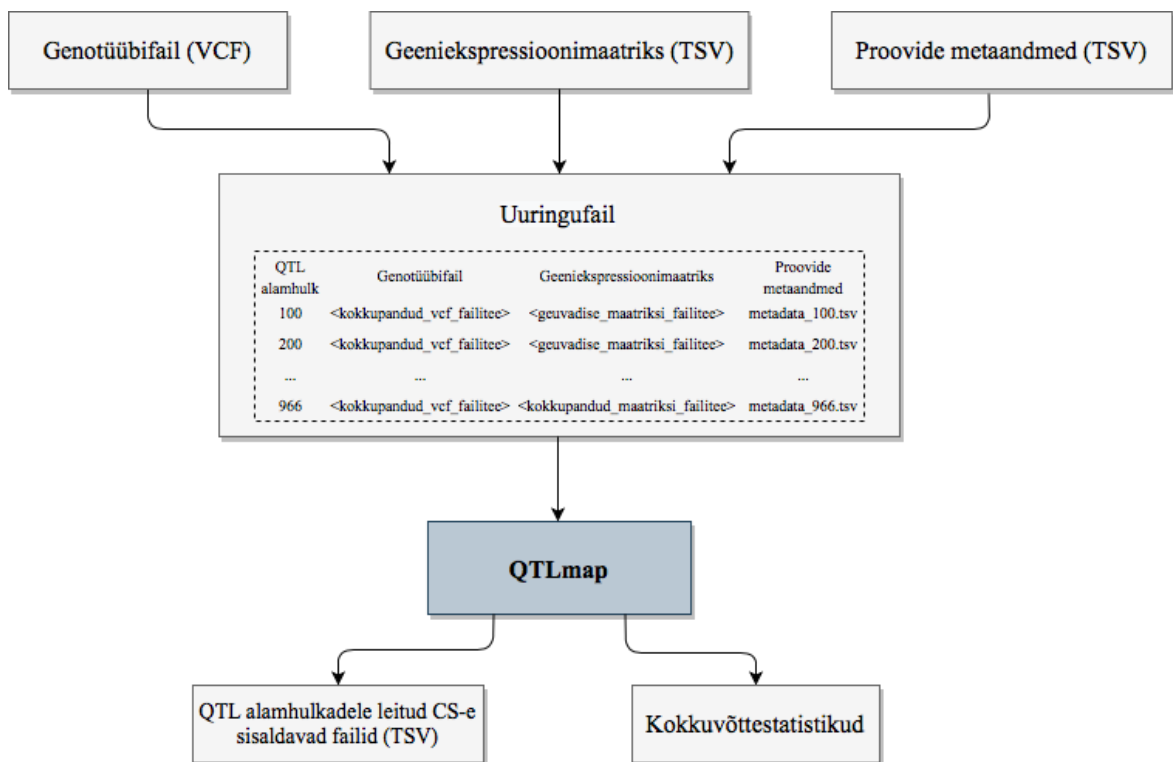 Genotüübifail (VCF)
Geeniekspressioonimaatriks (TSV)
Proovide metaandmed (TSV)
Uuringufail
QTL alamhulk
Genotüübifail
Geeniekspressioonimaatriks
Proovide metaandmed
100 <kokkupandud_vcf_failitee> <geuvadise_maatriksi_failitee> metadata_100.tsv
200 <kokkupandud_vcf_failitee> <geuvadise_maatriksi_failitee> metadata_200.tsv
... ... ... ...
966 <kokkupandud_vcf_failitee> <kokkupandud_maatriksi_failitee> metadata_966.tsv
QTLmap
QTL alamhulkadele leitud CS-e
sisaldavad failid (TSV)
Kokkuvõttestatistikud